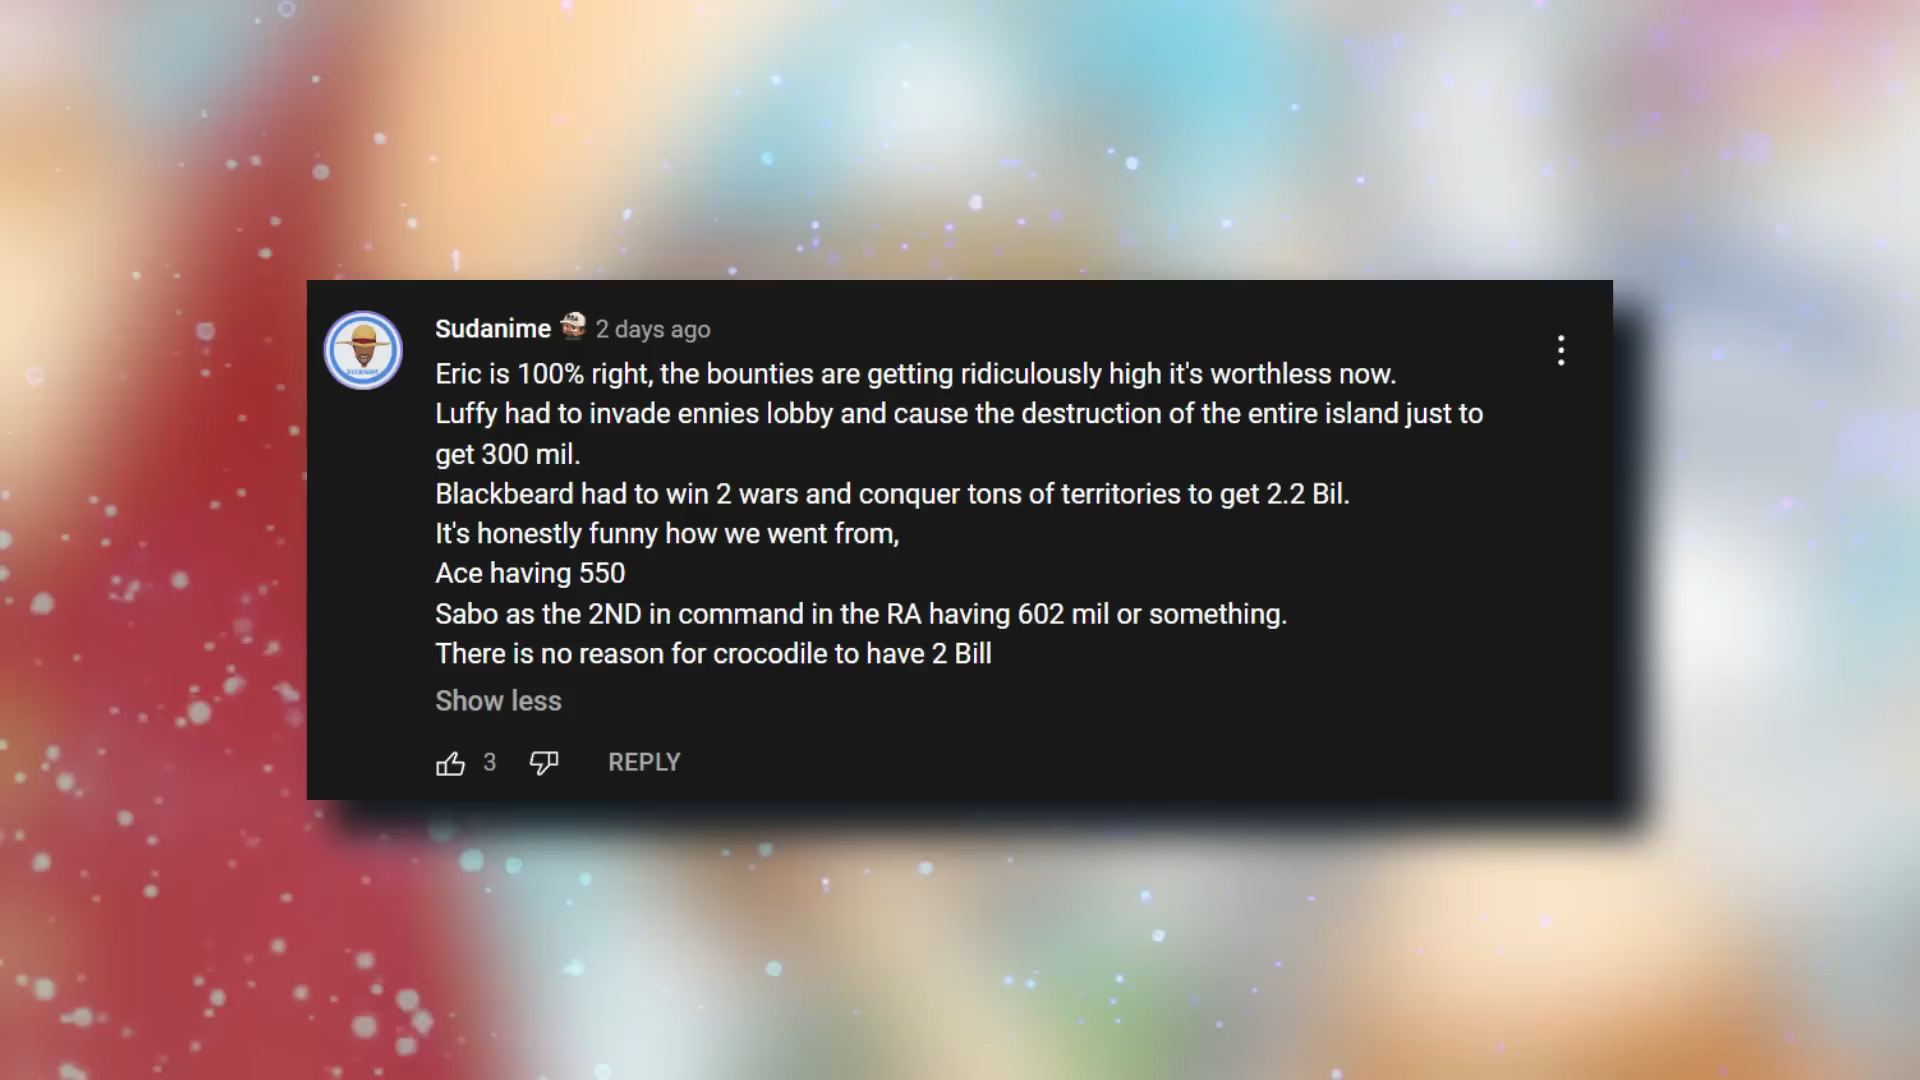 Sudanime 2 days ago
Eric is 100% right, the bounties are getting ridiculously high it's worthless now.
Luffy had to invade ennies lobby and cause the destruction of the entire island just to
get 300 mil.
Blackbeard had to win 2 wars and conquer tons of territories to get 2.2 Bil.
It's honestly funny how we went from,
Ace having 550
Sabo as the 2ND in command in the RA having 602 mil or something.
There is no reason for crocodile to have 2 Bill
Show less
3 REPLY